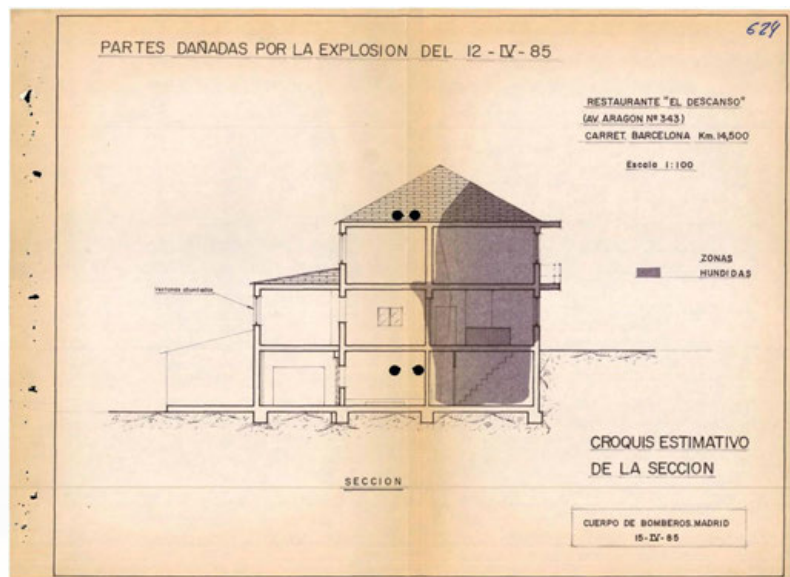 629
PARTES DAÑADAS POR LA EXPLOSION DEL 12-IV-85
RESTAURANTE "EL DESCANSO"
(AV. ARAGON Nº 343)
CARRET. BARCELONA Km. 14,500
Escala 1:100
ZONAS
HUNDIDAS
CROQUIS ESTIMATIVO
DE LA SECCION
SECCION
CUERPO DE BOMBEROS. MADRID
15-IV-85